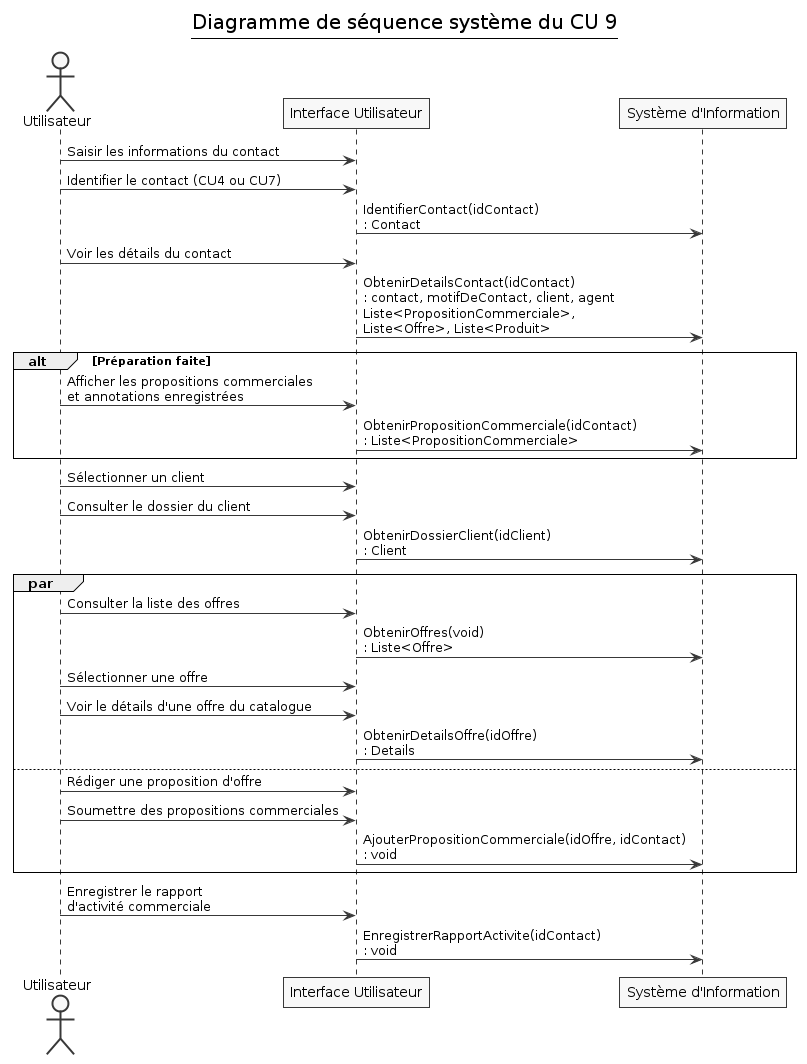 Diagramme de séquence système du CU 9
Utilisateur
Interface Utilisateur
Système d'Information
Saisir les informations du contact
Identifier le contact (CU4 ou CU7)
IdentifierContact(idContact)
: Contact
Voir les détails du contact
ObtenirDetailsContact(idContact)
: contact, motifDeContact, client, agent
Liste<PropositionCommerciale>,
Liste<Offre>, Liste<Produit>
alt
[Préparation faite]
Afficher les propositions commerciales
et annotations enregistrées
ObtenirPropositionCommerciale(idContact)
: Liste<PropositionCommerciale>
Sélectionner un client
Consulter le dossier du client
ObtenirDossierClient(idClient)
: Client
par
Consulter la liste des offres
ObtenirOffres(void)
: Liste<Offre>
Sélectionner une offre
Voir le détails d'une offre du catalogue
ObtenirDetailsOffre(idOffre)
: Details
Rédiger une proposition d'offre
Soumettre des propositions commerciales
AjouterPropositionCommerciale(idOffre, idContact)
: void
Enregistrer le rapport
d'activité commerciale
EnregistrerRapportActivite(idContact)
: void
Utilisateur
Interface Utilisateur
Système d'Information